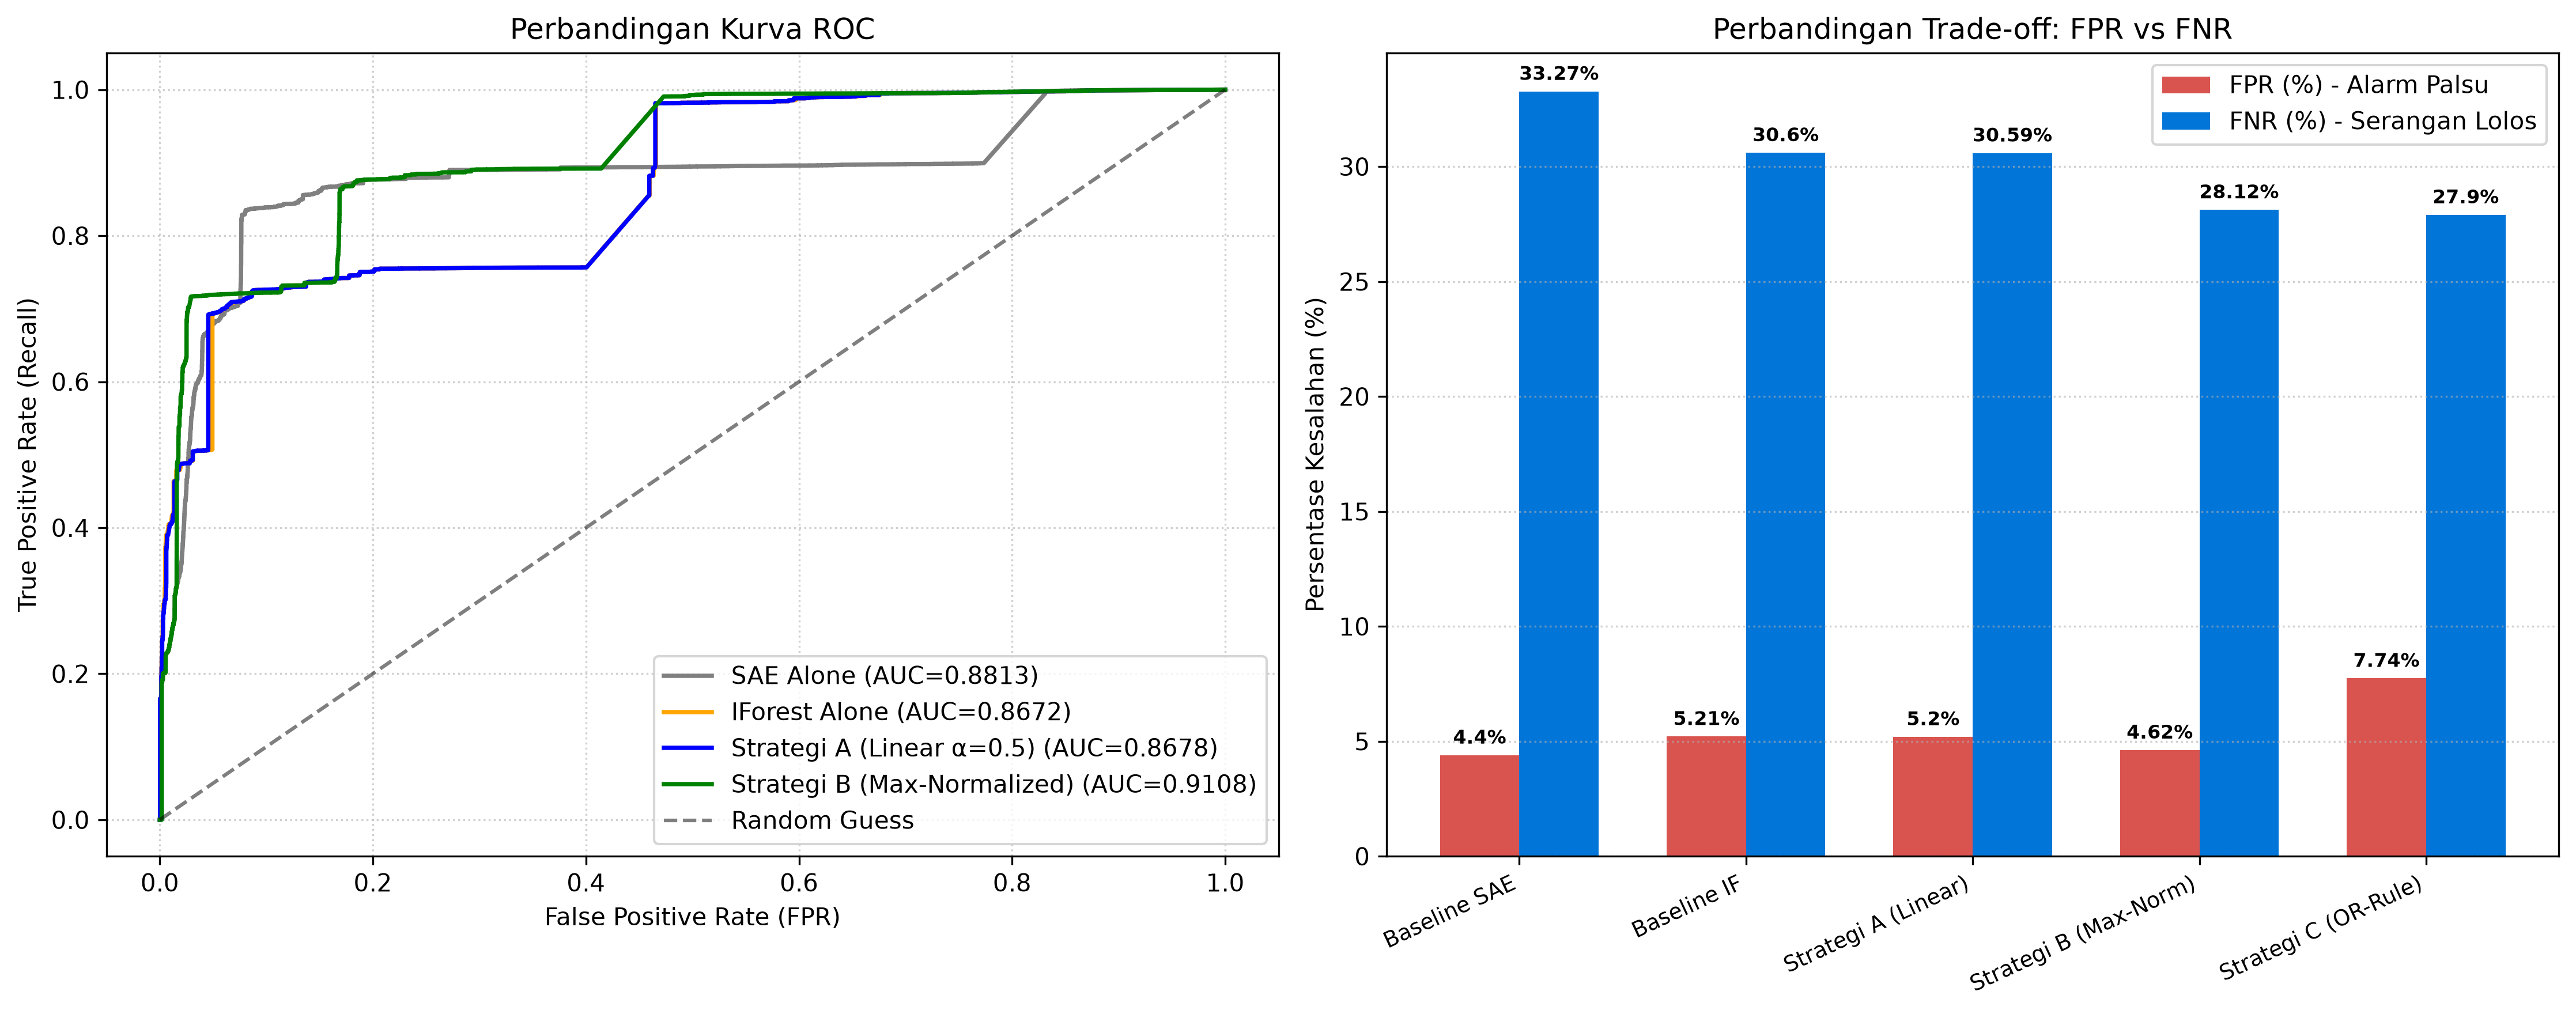 Perbandingan Kurva ROC
True Positive Rate (Recall)
1.0
0.8
0.6
0.4
0.2
0.0
SAE Alone (AUC=0.8813)
IForest Alone (AUC=0.8672)
Strategi A (Linear α=0.5) (AUC=0.8678)
Strategi B (Max-Normalized) (AUC=0.9108)
Random Guess
0.0 0.2 0.4 0.6 0.8 1.0
False Positive Rate (FPR)
Perbandingan Trade-off: FPR vs FNR
Persentase Kesalahan (%)
30
25
20
15
10
5
0
FPR (%) - Alarm Palsu
FNR (%) - Serangan Lolos
4.4%
33.27%
5.21%
30.6%
5.2%
30.59%
4.62%
28.12%
7.74%
27.9%
Baseline SAE
Baseline IF
Strategi A (Linear)
Strategi B (Max-Norm)
Strategi C (OR-Rule)